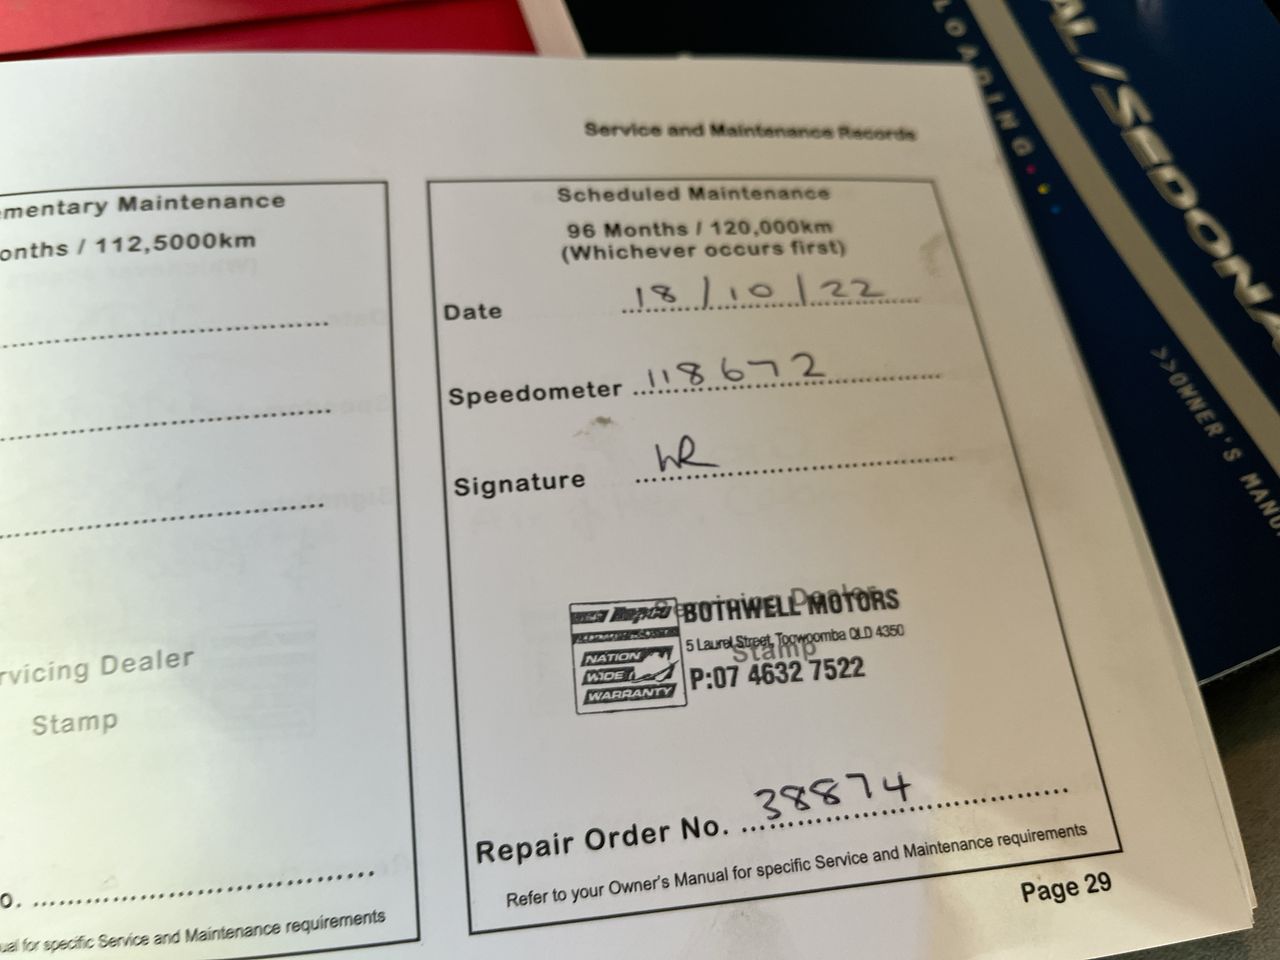 Service and Maintenance Records
ementary Maintenance
onths / 112,5000km
rvicing Dealer
Stamp
o. ........................................
ual for specific Service and Maintenance requirements
Scheduled Maintenance
96 Months / 120,000km
(Whichever occurs first)
Date 18/10/22
Speedometer 118672
Signature
Servicing Dealer
Stamp
Repco
NATION
WIDE
WARRANTY
BOTHWELL MOTORS
5 Laurel Street, Toowoomba QLD 4350
P:07 4632 7522
Repair Order No. 38874
Refer to your Owner's Manual for specific Service and Maintenance requirements
Page 29
LOADING
AL/SEDONA
>>OWNER'S MANU